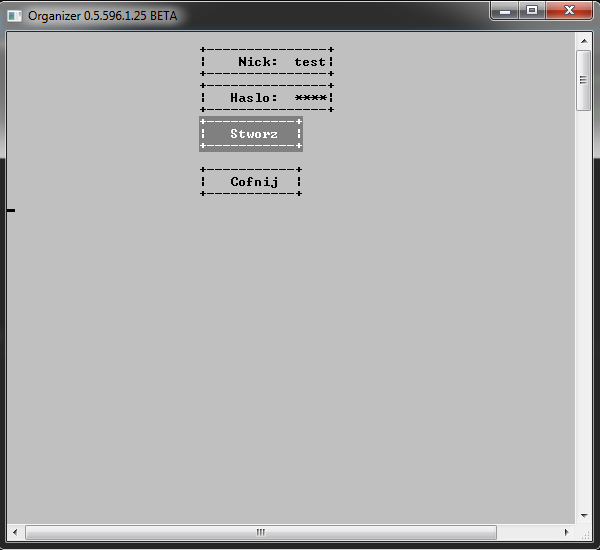 Organizer 0.5.596.1.25 BETA
Nick: test
Haslo: ****
Stworz
Cofnij